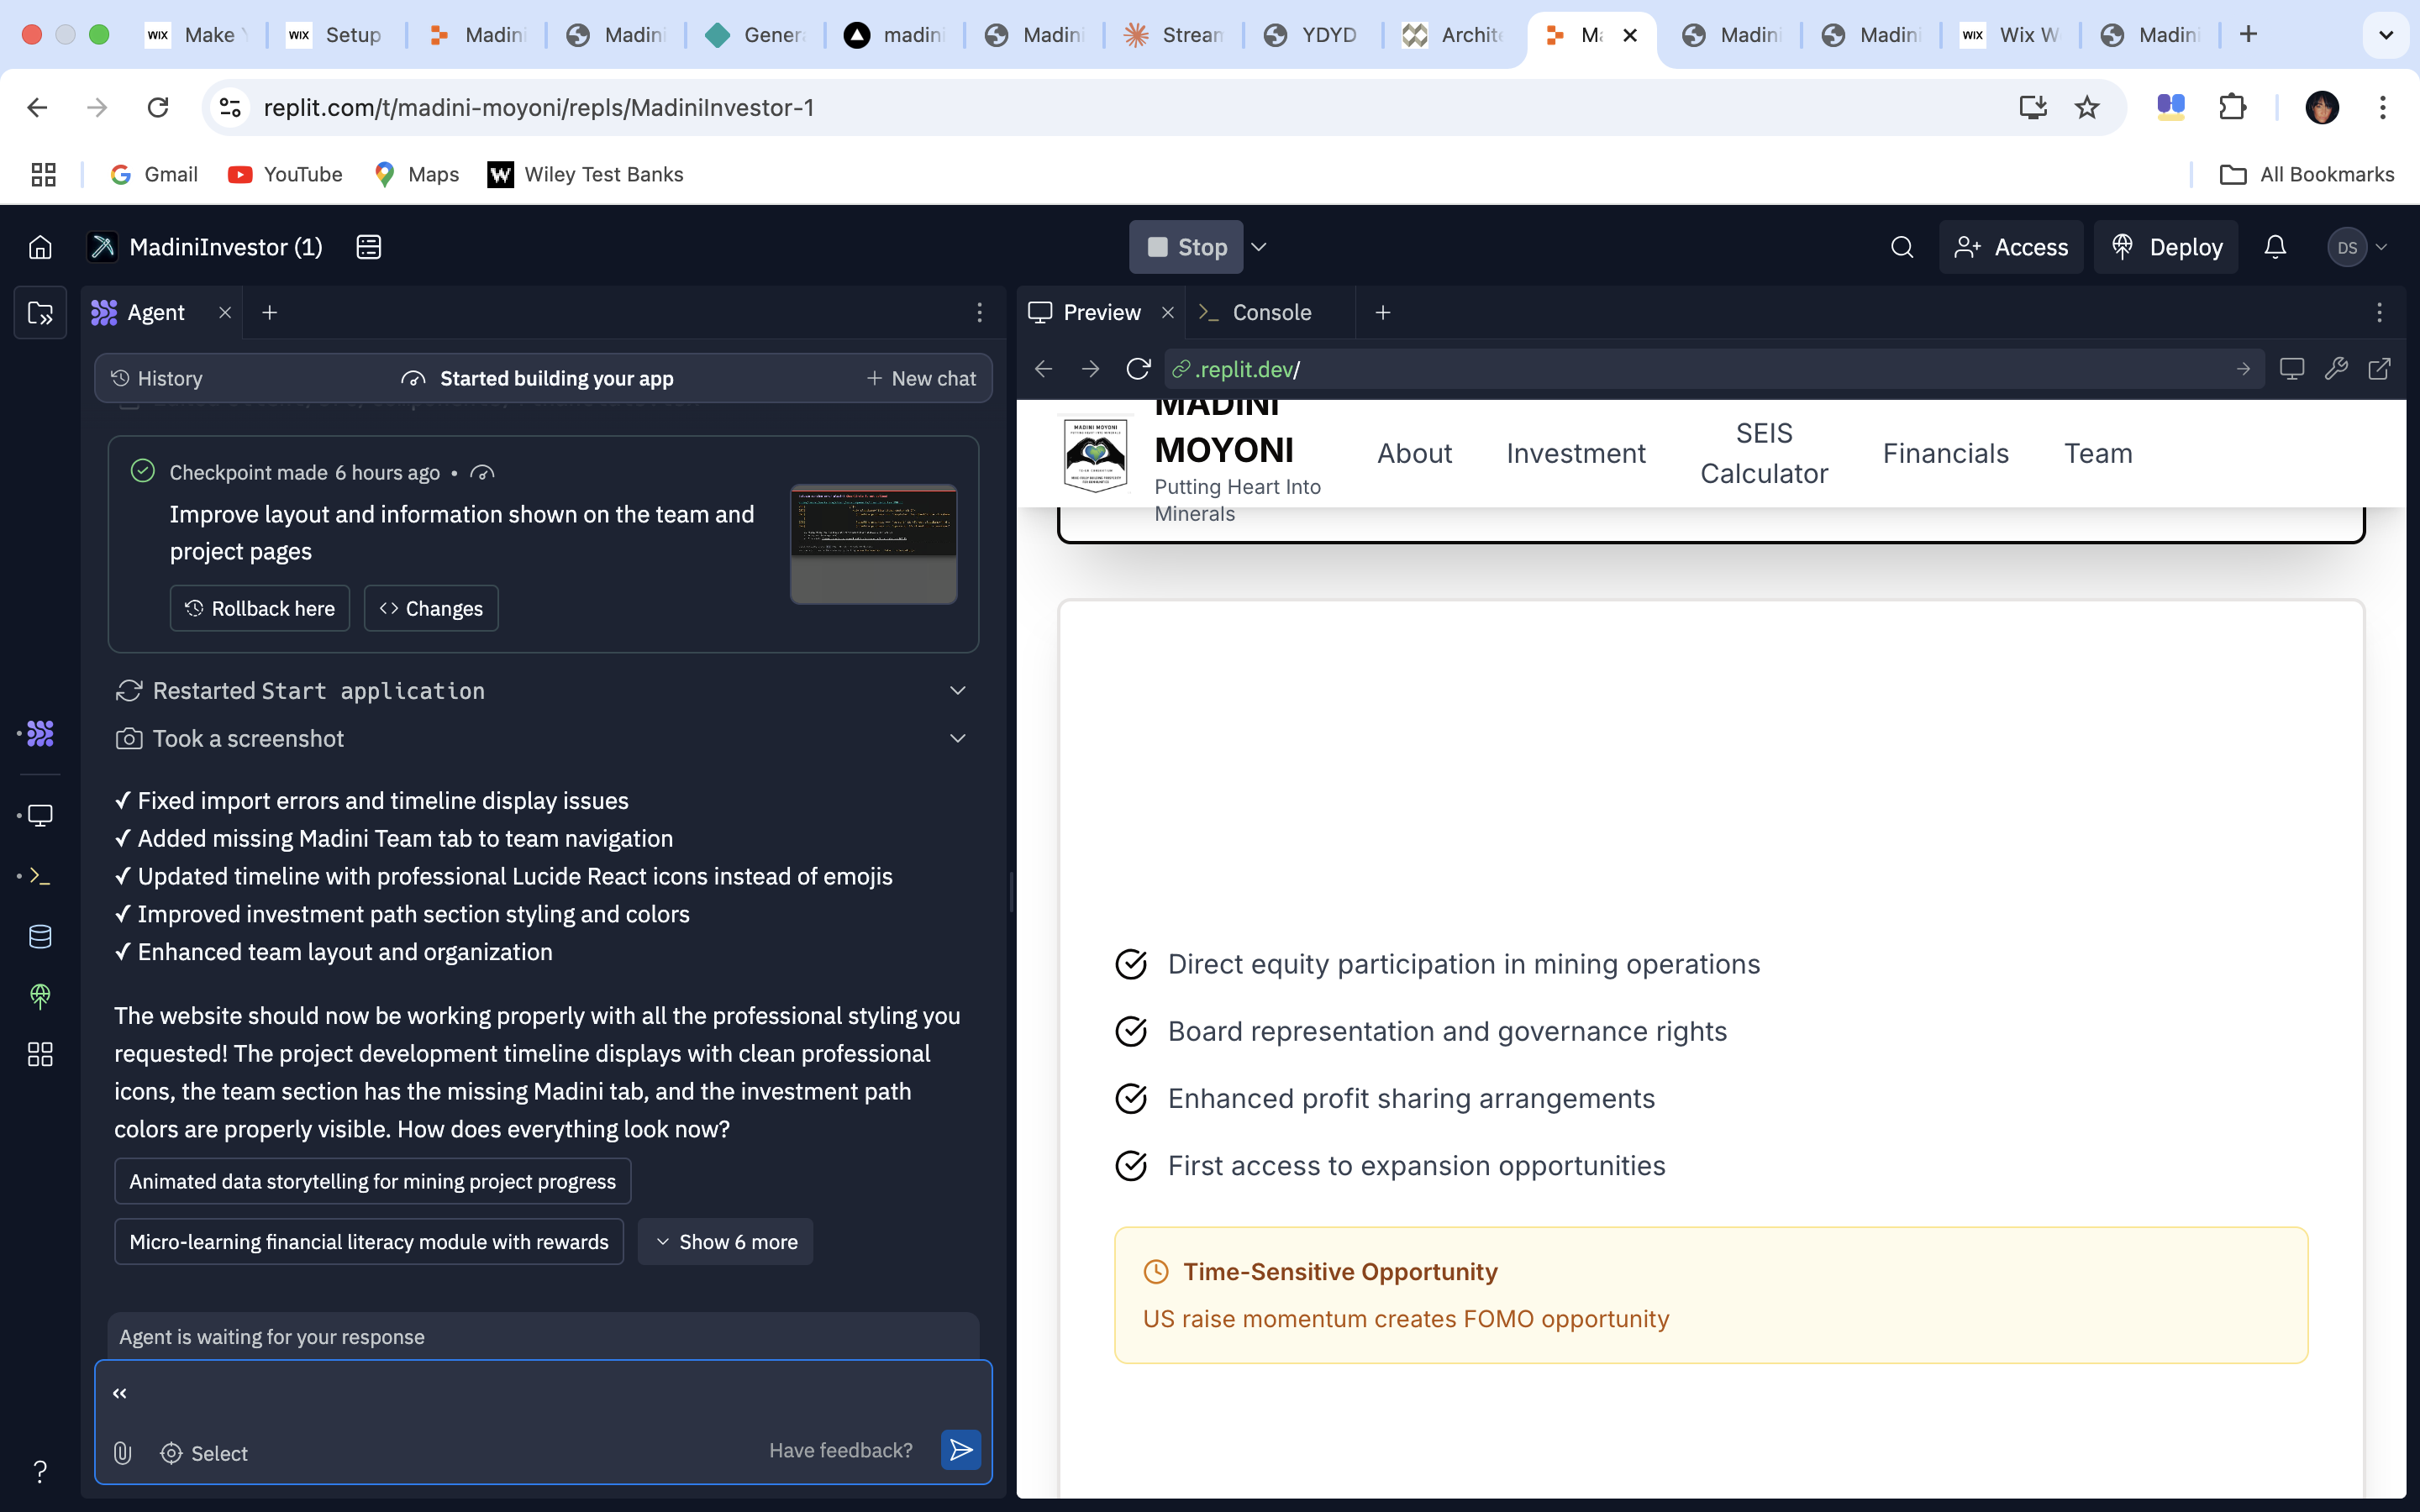 WIX Make
WIX Setup
Madini
Madini
Genera
madini
Madini
Stream
YDYD
Archite
Ma
Madini
Madini
WIX Wix W
Madini
replit.com/t/madini-moyoni/repls/MadiniInvestor-1
Gmail
YouTube
Maps
W Wiley Test Banks
All Bookmarks
MadiniInvestor (1)
Stop
Access
Deploy
DS
Agent
History
Started building your app
New chat
Checkpoint made 6 hours ago •
Improve layout and information shown on the team and
project pages
Rollback here
<> Changes
Restarted Start application
Took a screenshot
✓ Fixed import errors and timeline display issues
✓ Added missing Madini Team tab to team navigation
✓ Updated timeline with professional Lucide React icons instead of emojis
✓ Improved investment path section styling and colors
✓ Enhanced team layout and organization
The website should now be working properly with all the professional styling you
requested! The project development timeline displays with clean professional
icons, the team section has the missing Madini tab, and the investment path
colors are properly visible. How does everything look now?
Animated data storytelling for mining project progress
Micro-learning financial literacy module with rewards
Show 6 more
Agent is waiting for your response
“
Select
Have feedback?
Preview
Console
.replit.dev/
MADINI MOYONI
MADINI
MOYONI
Putting Heart Into
Minerals
About
Investment
SEIS
Calculator
Financials
Team
Direct equity participation in mining operations
Board representation and governance rights
Enhanced profit sharing arrangements
First access to expansion opportunities
Time-Sensitive Opportunity
US raise momentum creates FOMO opportunity